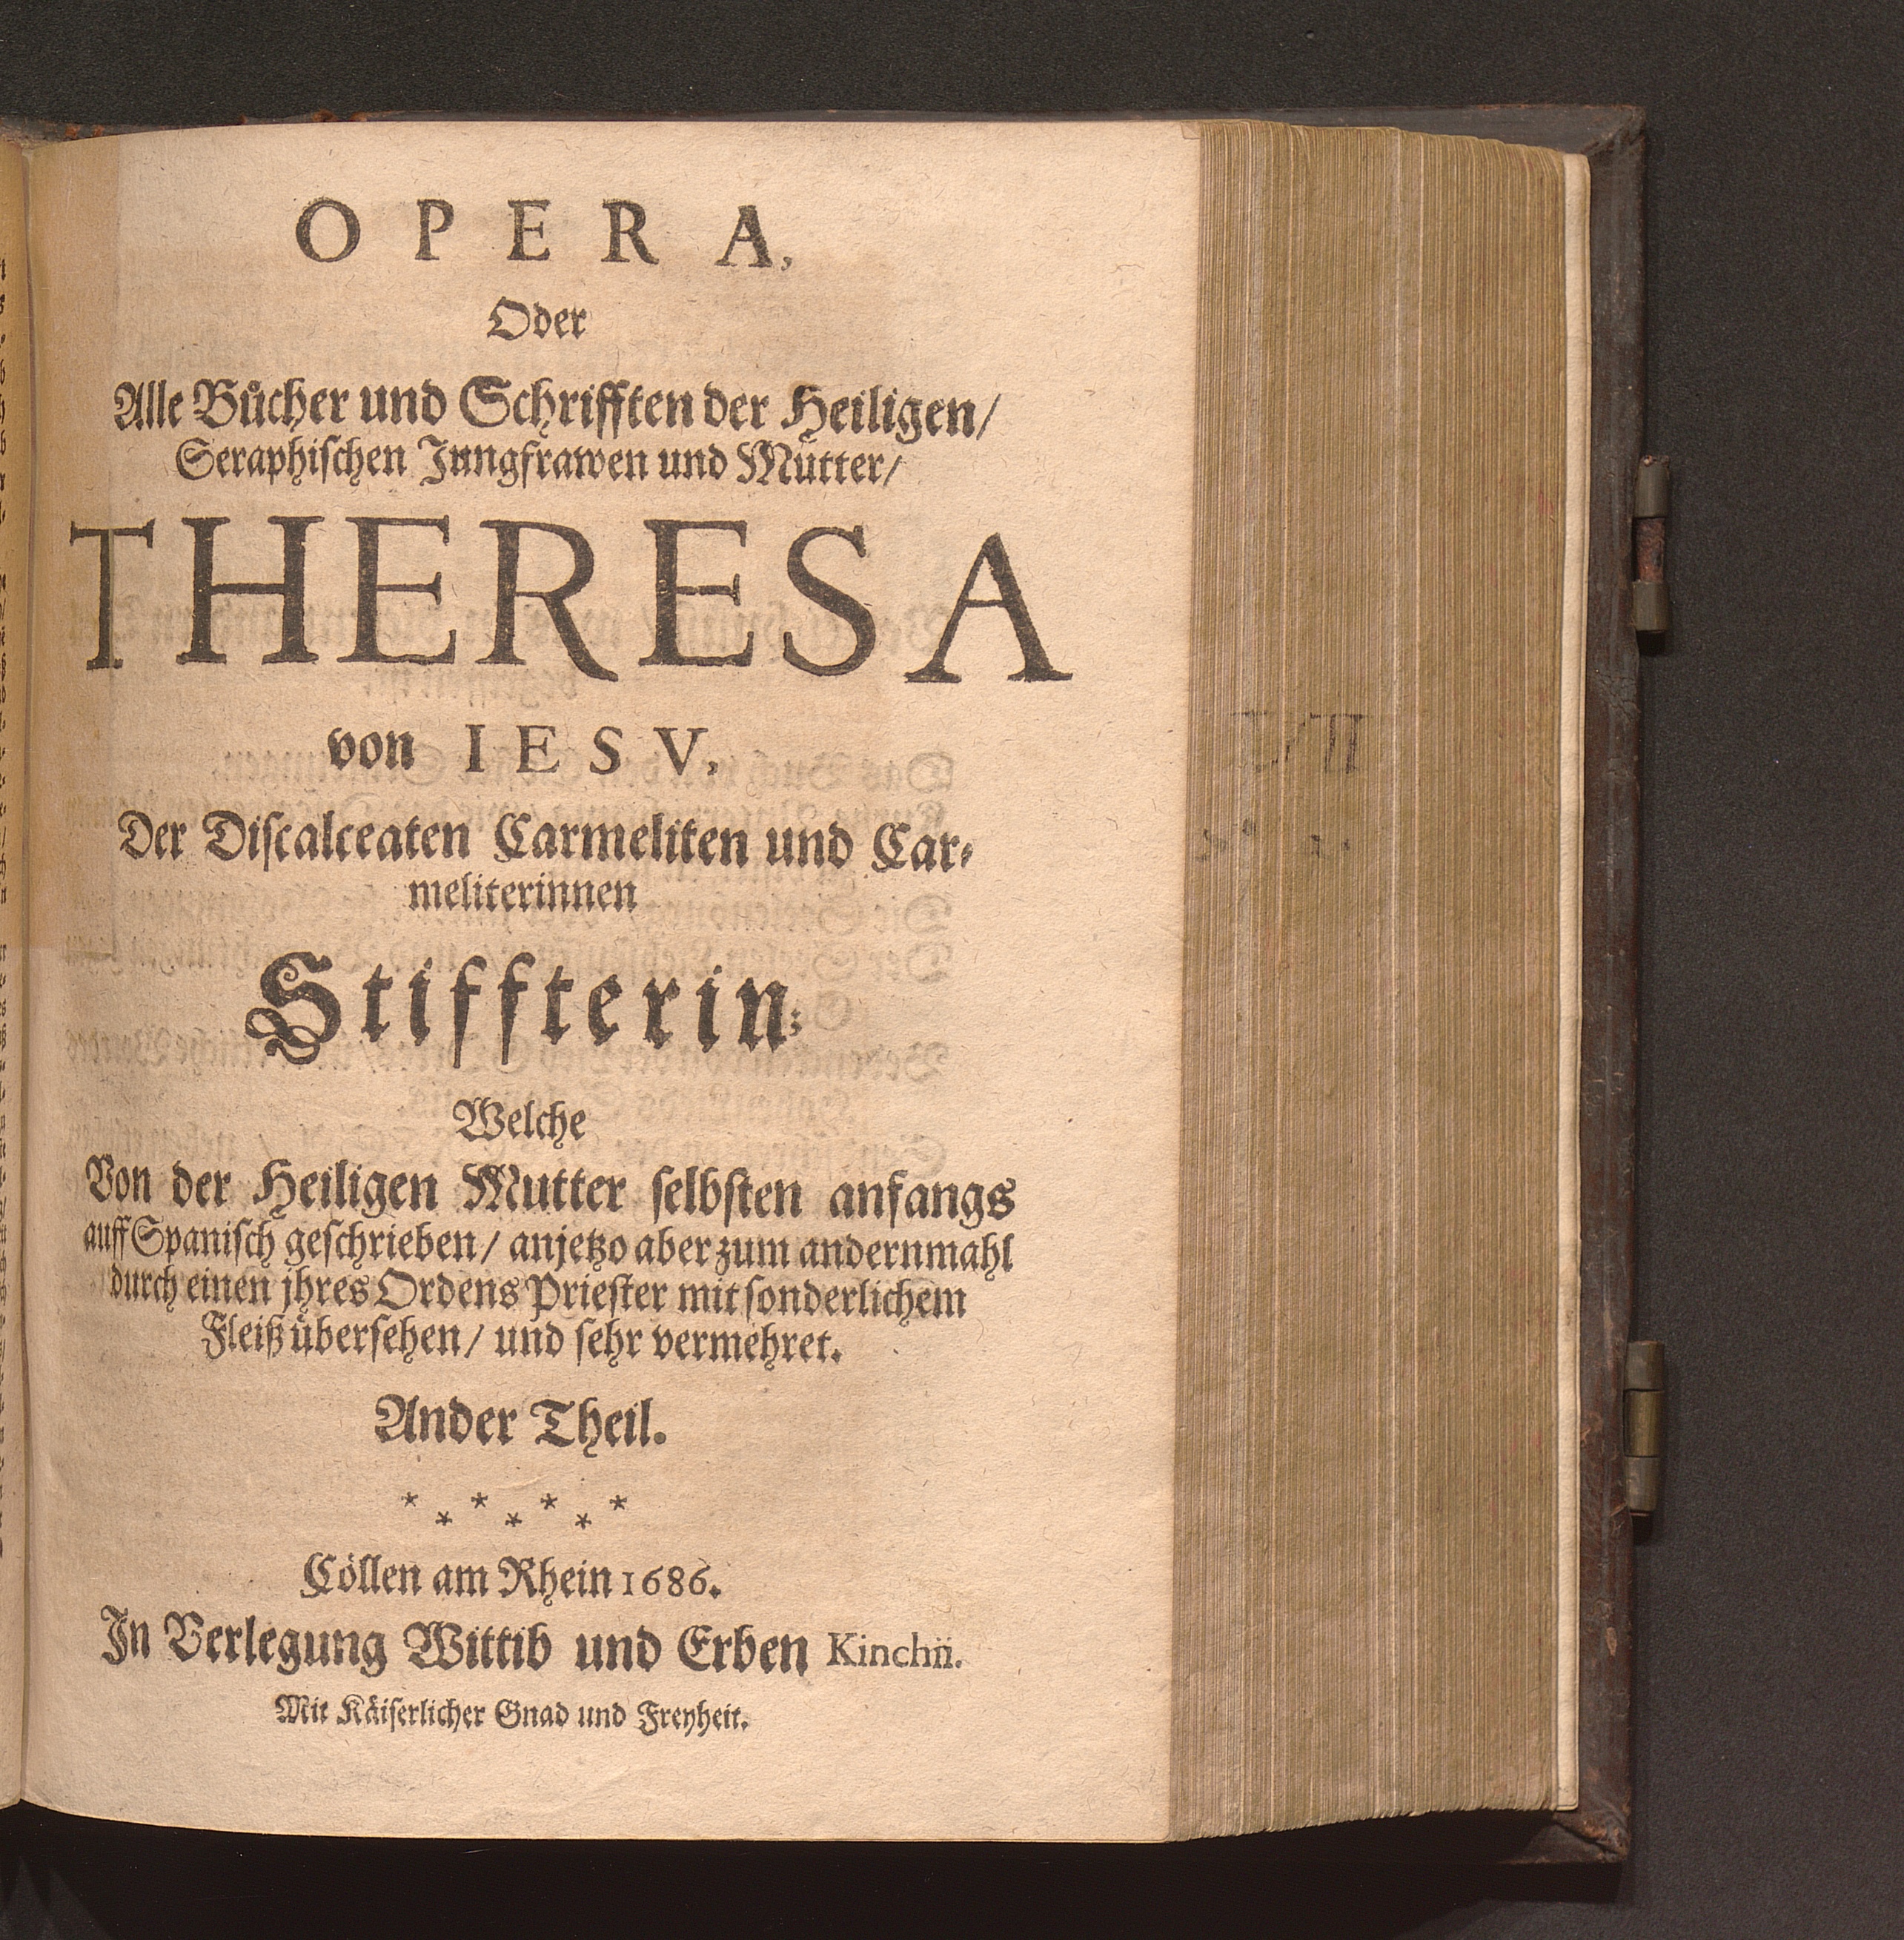 OPERA,
Oder
Alle Bücher und Schrifften der Heiligen/
Seraphischen Jungfrawen und Mutter/
THERESA
von IESV,
Der Discalceaten Carmeliten und Car-
meliterinnen
Stiffterin;
Welche
Von der Heiligen Mutter selbsten anfangs
auff Spanisch geschrieben/ anjetzo aber zum andernmahl
durch einen jhres Ordens Priester mit sonderlichem
Fleiß übersehen/ und sehr vermehret.
Ander Theil.
Cöllen am Rhein 1686.
In Verlegung Wittib und Erben Kinchii.
Mit Käiserlicher Gnad und Freyheit.